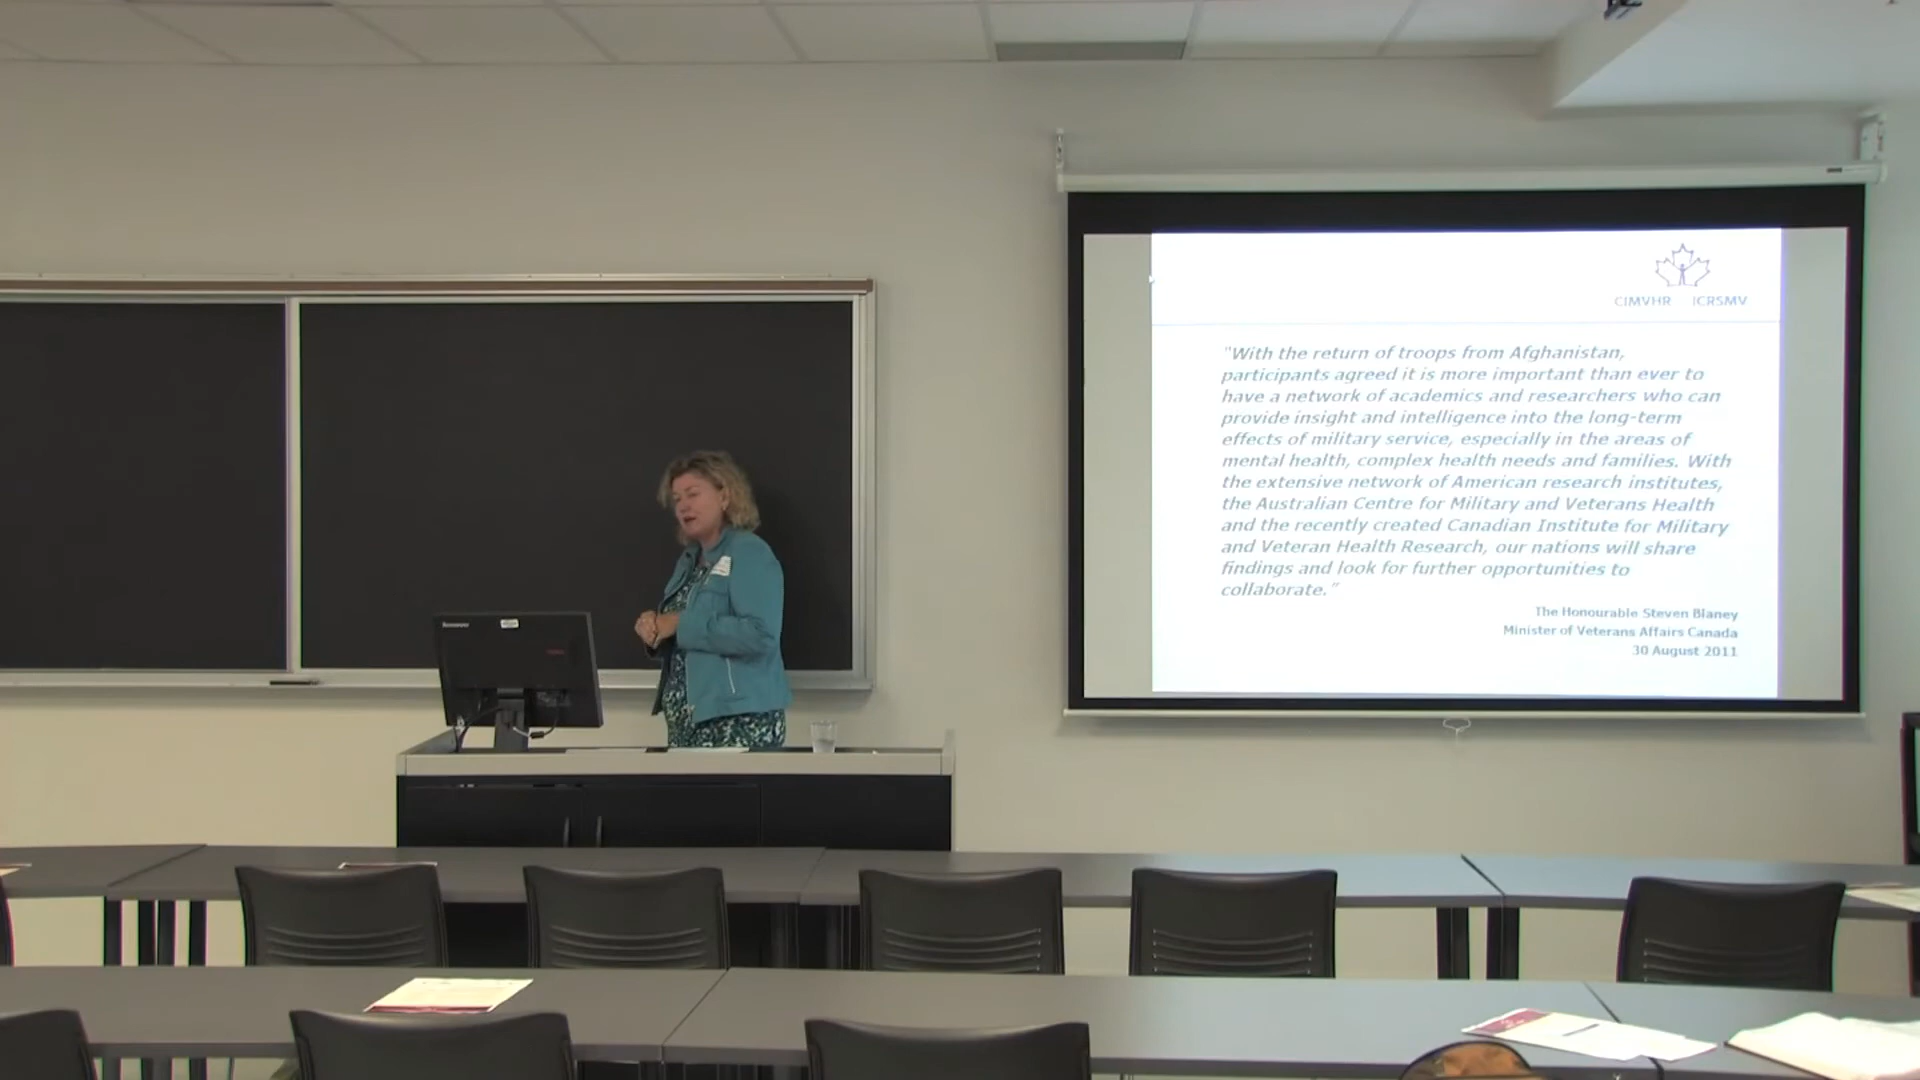 CIMVHR ICRSMV
"With the return of troops from Afghanistan,
participants agreed it is more important than ever to
have a network of academics and researchers who can
provide insight and intelligence into the long-term
effects of military service, especially in the areas of
mental health, complex health needs and families. With
the extensive network of American research institutes,
the Australian Centre for Military and Veterans Health
and the recently created Canadian Institute for Military
and Veteran Health Research, our nations will share
findings and look for further opportunities to
collaborate."
The Honourable Steven Blaney
Minister of Veterans Affairs Canada
30 August 2011
lenovo